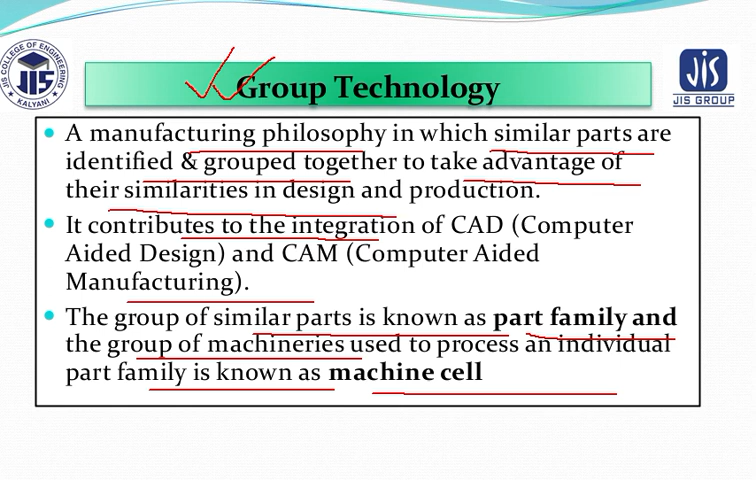 JIS COLLEGE OF ENGINEERING
JIS
KALYANI
Group Technology
JIS
JIS GROUP
A manufacturing philosophy in which similar parts are
identified & grouped together to take advantage of
their similarities in design and production.
It contributes to the integration of CAD (Computer
Aided Design) and CAM (Computer Aided
Manufacturing).
The group of similar parts is known as part family and
the group of machineries used to process an individual
part family is known as machine cell